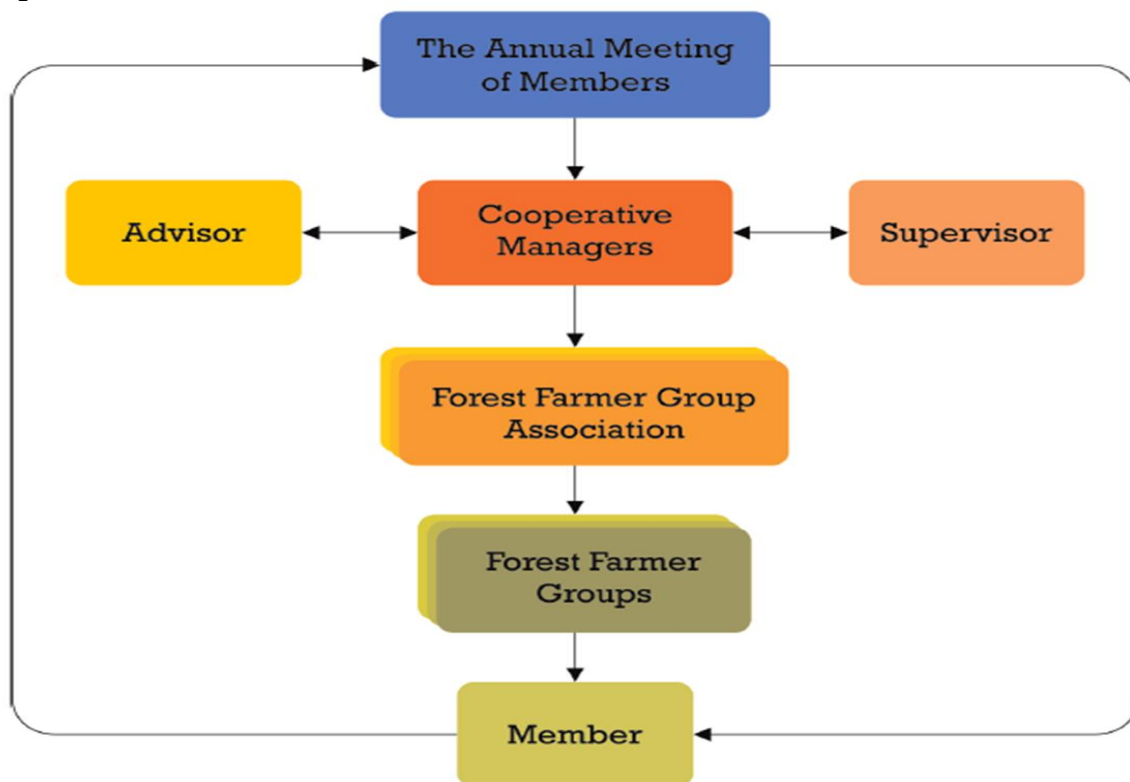 The Annual Meeting
of Members
Advisor
Cooperative
Managers
Supervisor
Forest Farmer Group
Association
Forest Farmer
Groups
Member